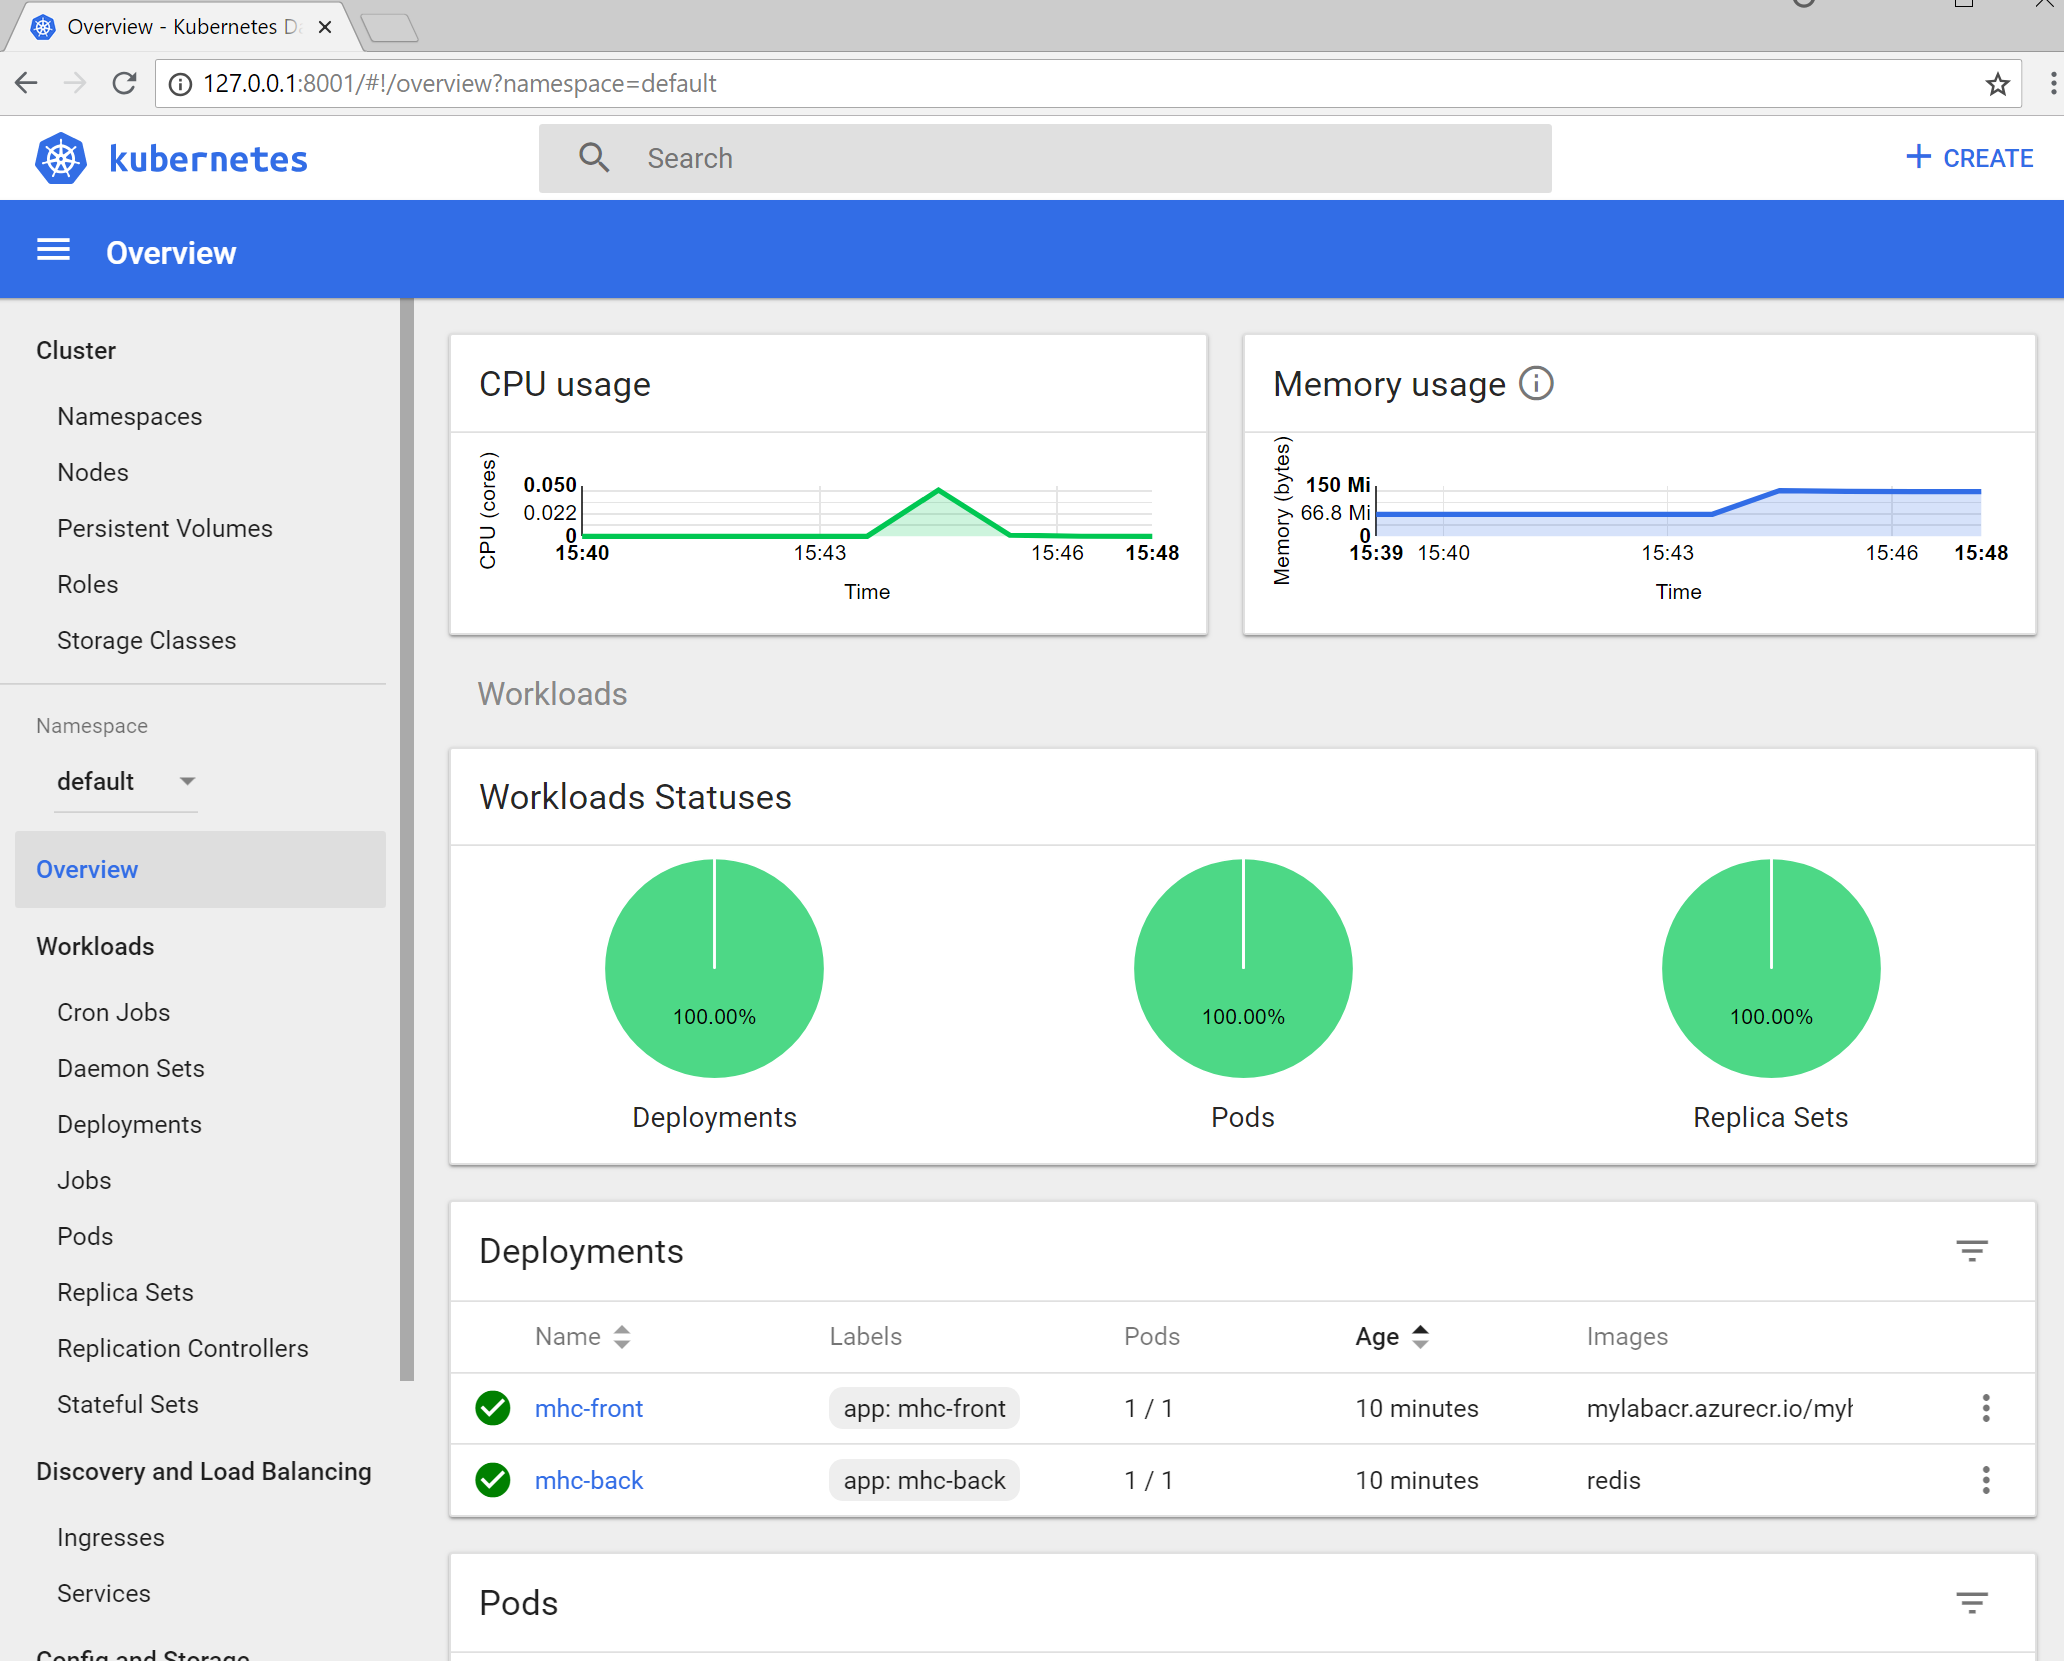 Overview - Kubernetes Da
127.0.0.1:8001/#!/overview?namespace=default
kubernetes
Search
+ CREATE
Overview
Cluster
Namespaces
Nodes
Persistent Volumes
Roles
Storage Classes
Namespace
default
Overview
Workloads
Cron Jobs
Daemon Sets
Deployments
Jobs
Pods
Replica Sets
Replication Controllers
Stateful Sets
Discovery and Load Balancing
Ingresses
Services
Config and Storage
CPU usage
CPU (cores)
0.050
0.022
0
15:40 15:43 15:46 15:48
Time
Memory usage
Memory (bytes)
150 Mi
66.8 Mi
0
15:39 15:40 15:43 15:46 15:48
Time
Workloads
Workloads Statuses
100.00% 100.00% 100.00%
Deployments Pods Replica Sets
Deployments
Name Labels Pods Age Images
mhc-front app: mhc-front 1 / 1 10 minutes mylabacr.azurecr.io/myh
mhc-back app: mhc-back 1 / 1 10 minutes redis
Pods